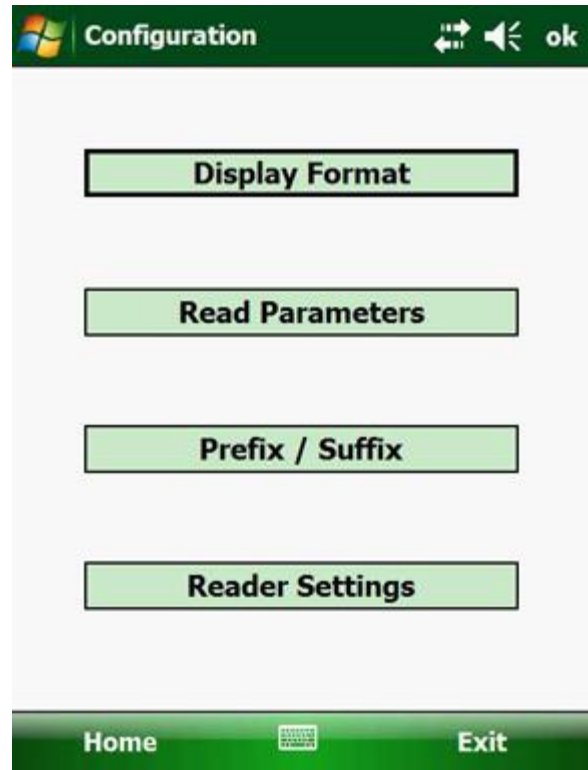 Configuration ok
Display Format
Read Parameters
Prefix / Suffix
Reader Settings
Home Exit